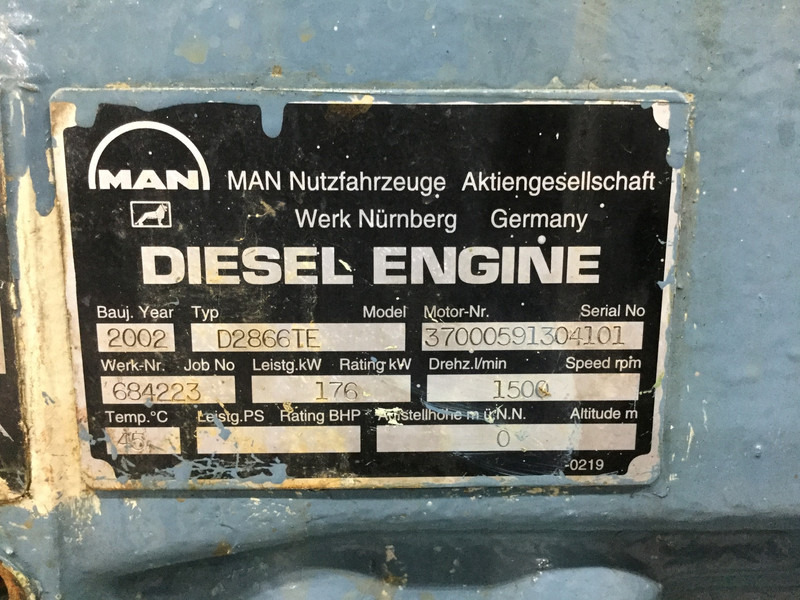 MAN
MAN Nutzfahrzeuge Aktiengesellschaft
Werk Nürnberg Germany
DIESEL ENGINE
Bauj. Year Typ Model Motor-Nr. Serial No
2002 D2866TE 37000591304101
Werk-Nr. Job No Leistg.kW Rating kW Drehz.l/min Speed rpm
684223 176 1500
Temp.°C Leistg.PS Rating BHP Aufstellhöhe m ü.N.N. Altitude m
45 0
-0219